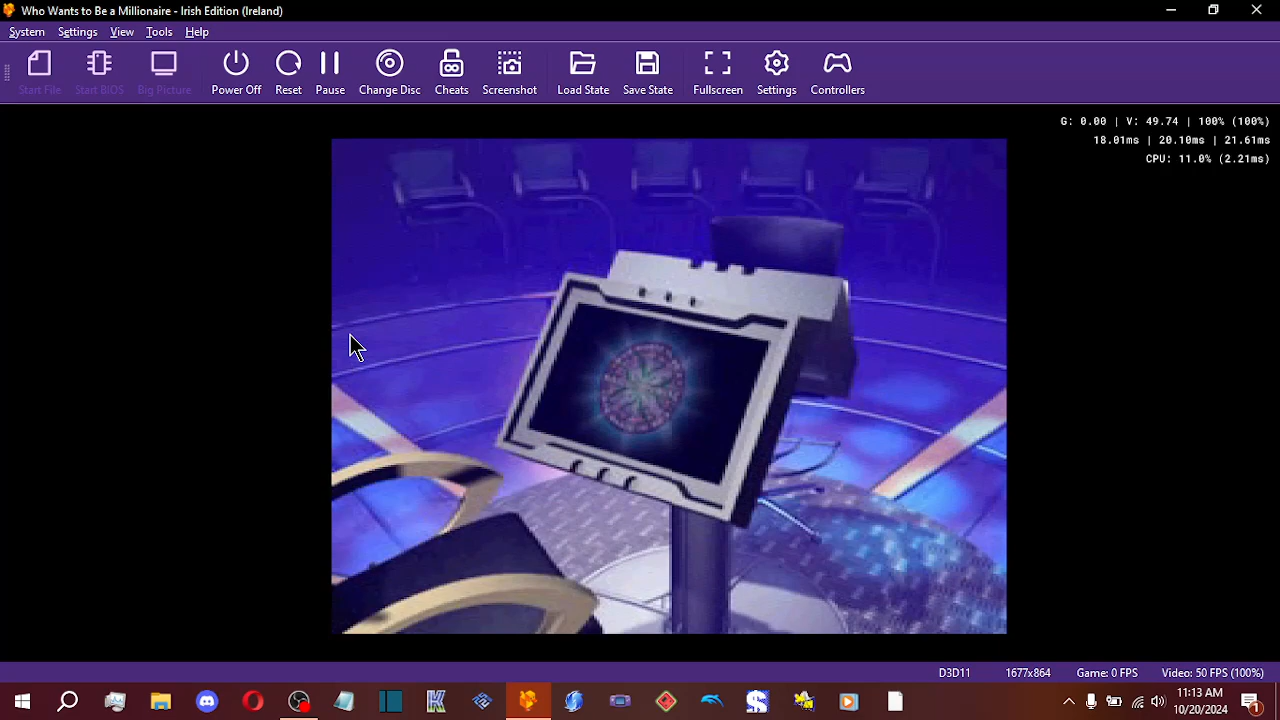 Who Wants to Be a Millionaire - Irish Edition (Ireland)
System Settings View Tools Help
Start File Start BIOS Big Picture Power Off Reset Pause Change Disc Cheats Screenshot Load State Save State Fullscreen Settings Controllers
G: 0.00 | V: 49.74 | 100% (100%)
18.01ms | 20.10ms | 21.61ms
CPU: 11.0% (2.21ms)
D3D11 1677x864 Game: 0 FPS Video: 50 FPS (100%)
11:13 AM
10/20/2024
1